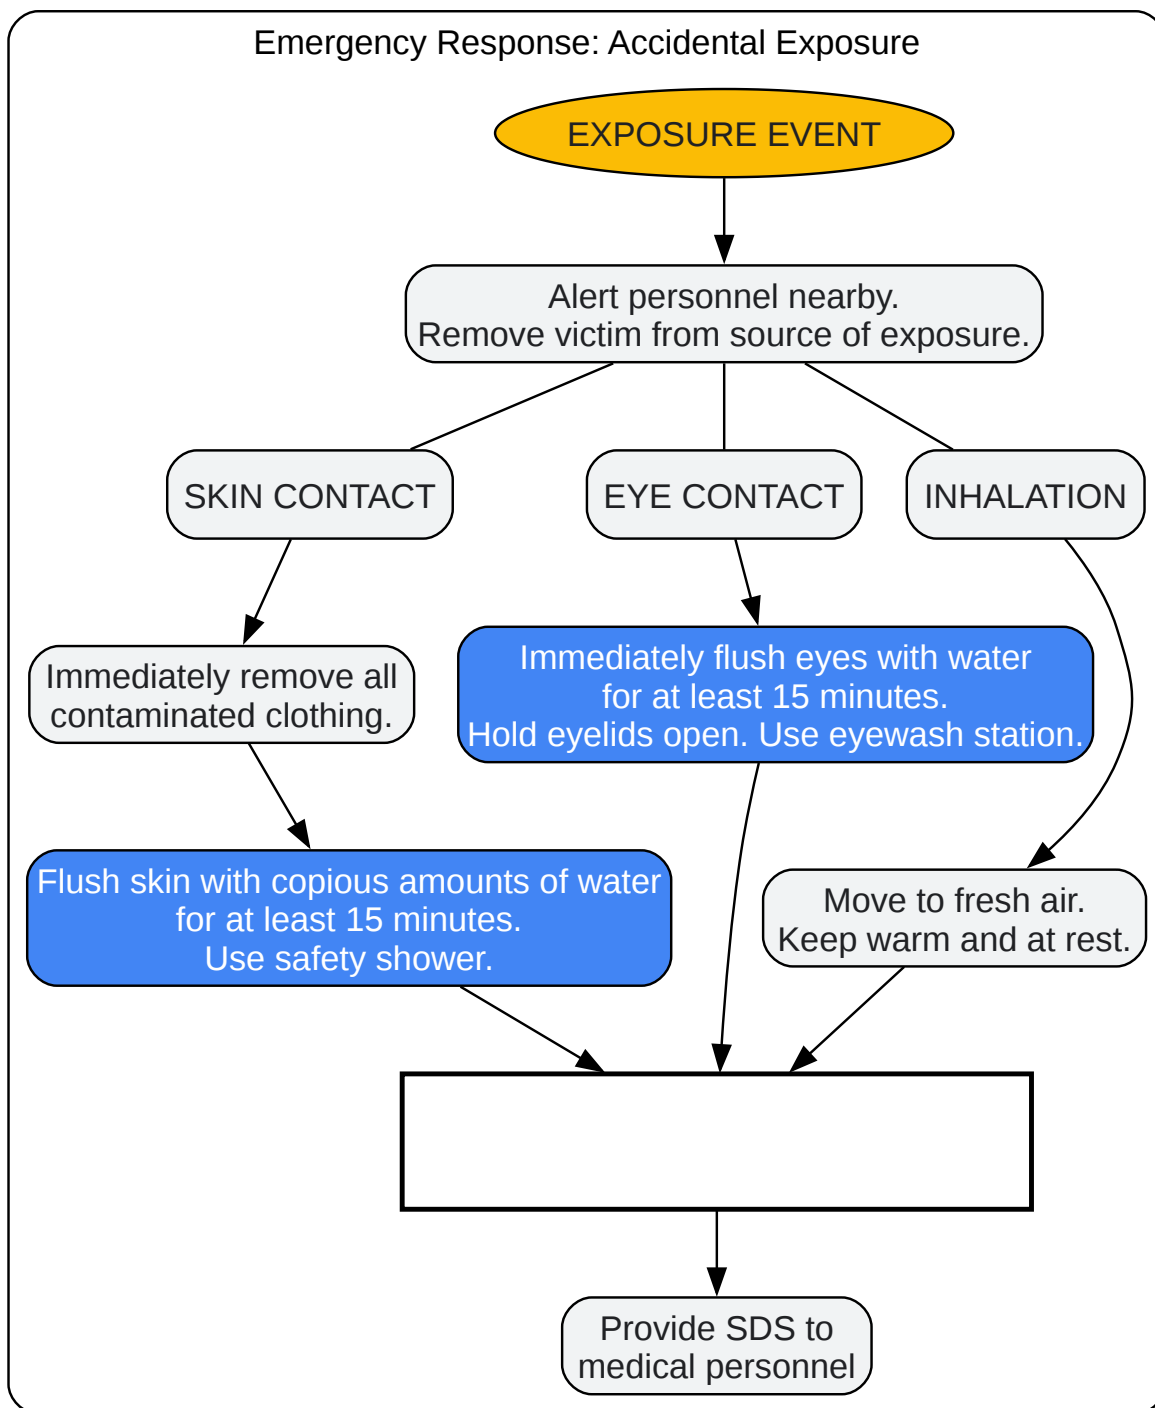 Emergency Response: Accidental Exposure
EXPOSURE EVENT
Alert personnel nearby.
Remove victim from source of exposure.
SKIN CONTACT
EYE CONTACT
INHALATION
Immediately remove all
contaminated clothing.
Immediately flush eyes with water
for at least 15 minutes.
Hold eyelids open. Use eyewash station.
Flush skin with copious amounts of water
for at least 15 minutes.
Use safety shower.
Move to fresh air.
Keep warm and at rest.
Provide SDS to
medical personnel